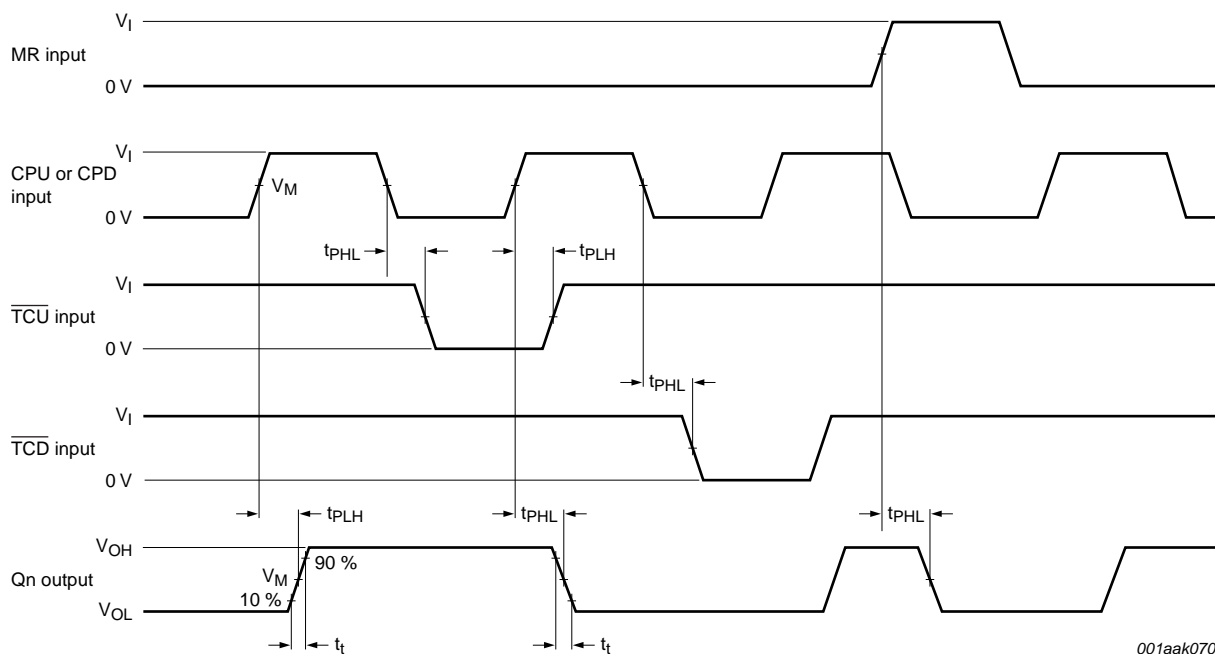 VI
MR input
0 V
VI
CPU or CPD
input
VM
0 V
tPHL
tPLH
VI
TCU input
0 V
tPHL
VI
TCD input
0 V
tPLH
tPHL
tPHL
VOH
90 %
Qn output
VM
10 %
VOL
tt
tt
001aak070